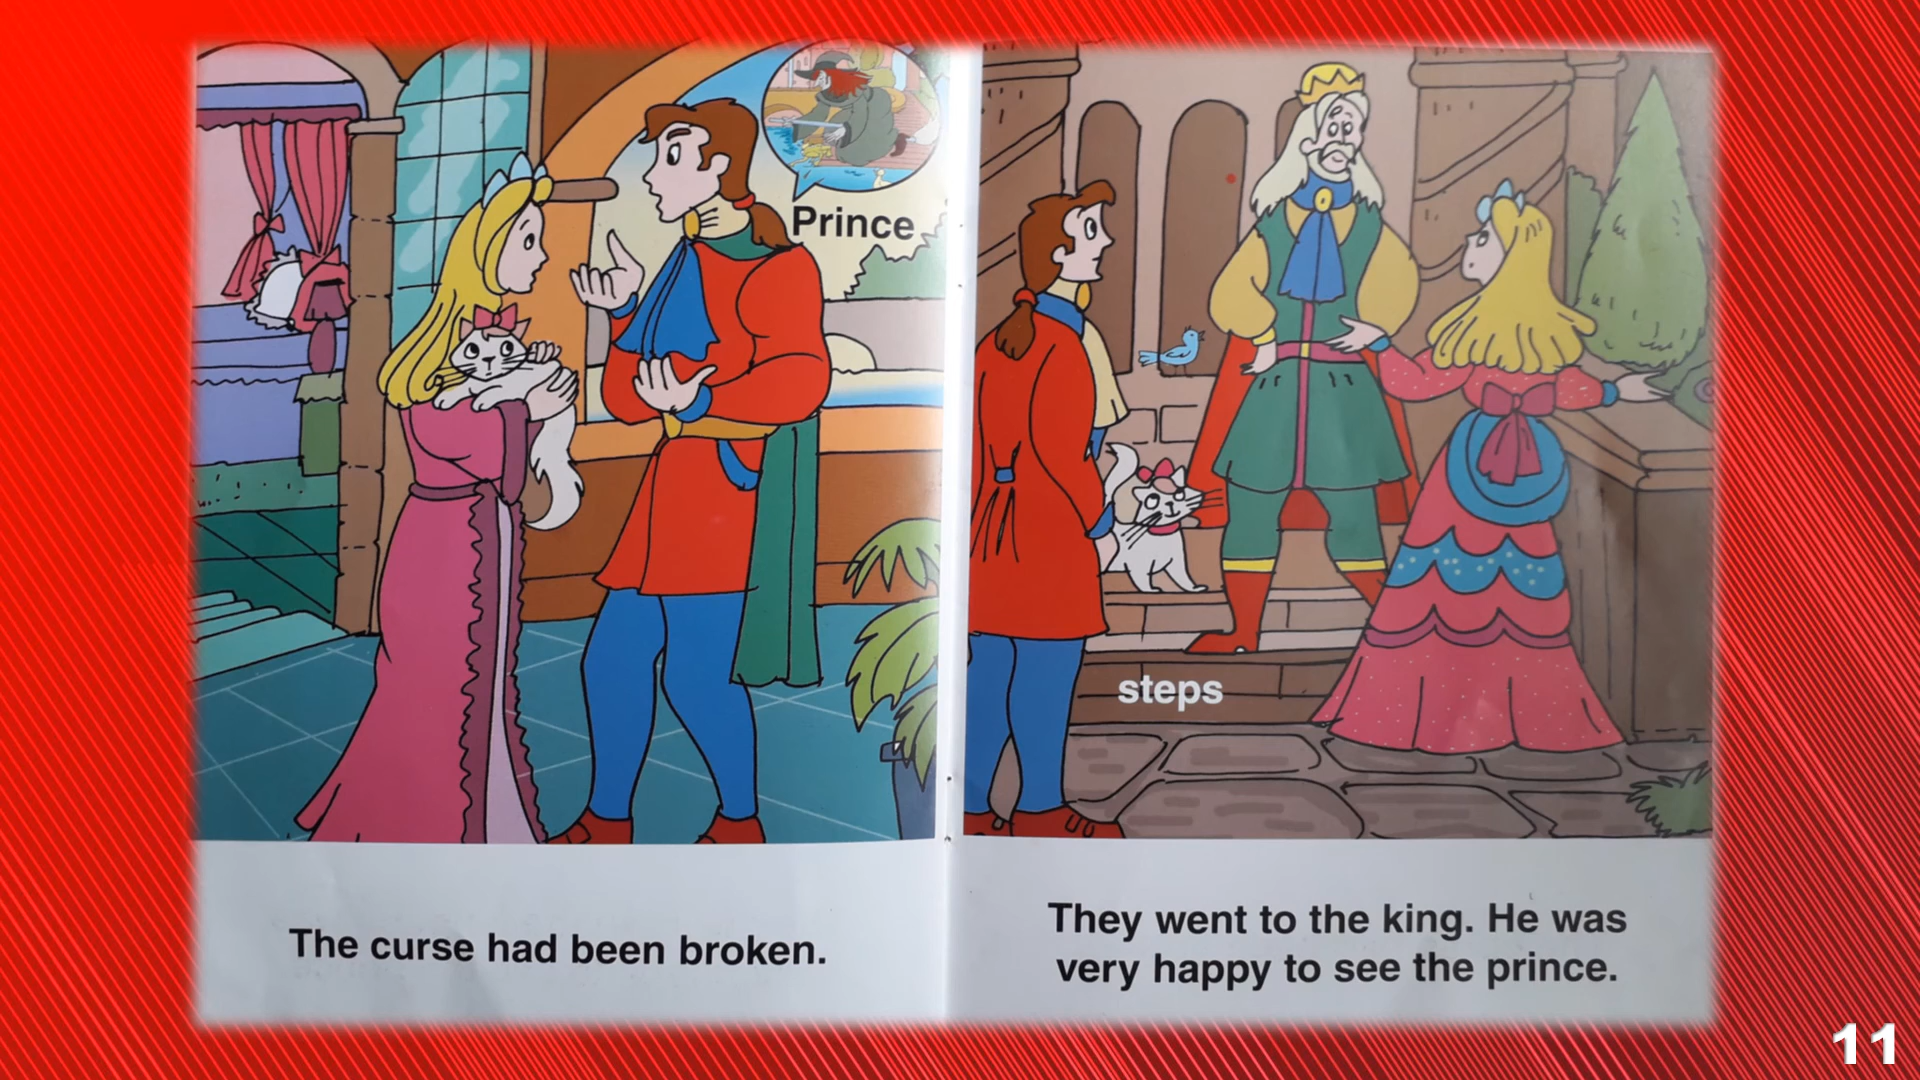 Prince
The curse had been broken.
steps
They went to the king. He was
very happy to see the prince.
11